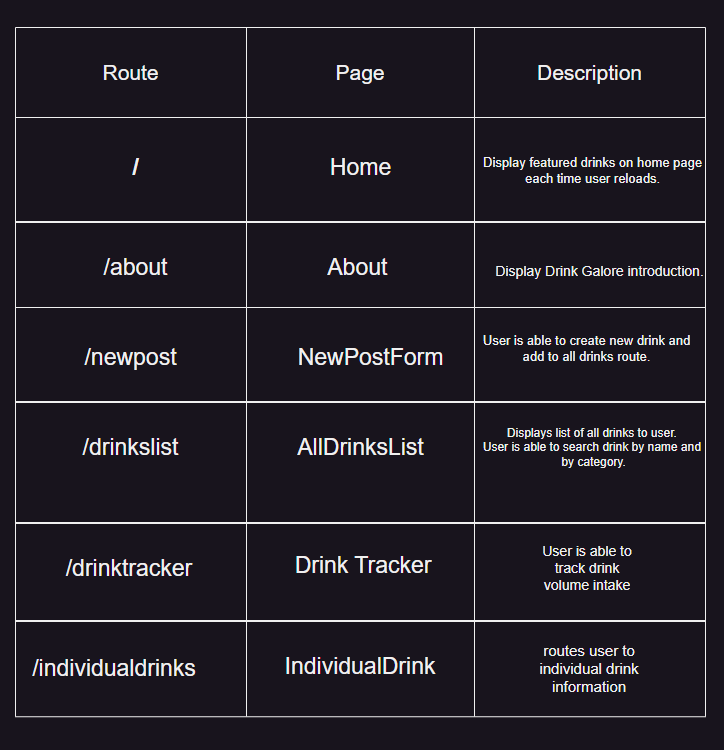 Route
Page
Description
/
Home
Display featured drinks on home page
each time user reloads.
/about
About
Display Drink Galore introduction.
/newpost
NewPostForm
User is able to create new drink and
add to all drinks route.
/drinkslist
AllDrinksList
Displays list of all drinks to user.
User is able to search drink by name and
by category.
/drinktracker
Drink Tracker
User is able to
track drink
volume intake
/individualdrinks
IndividualDrink
routes user to
individual drink
information